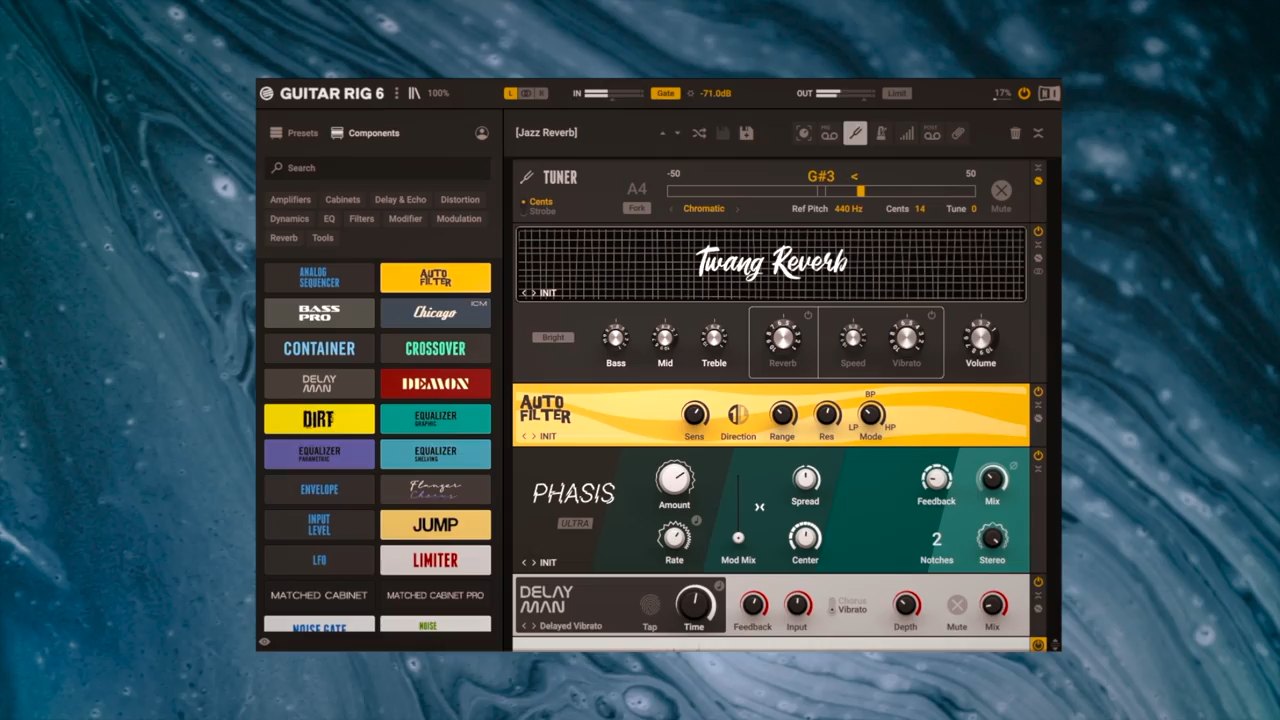 GUITAR RIG 6
100%
L R
IN
Gate
-71.0dB
OUT
Limit
17%
Presets
Components
[Jazz Reverb]
PRE
POST
Search
Amplifiers Cabinets Delay & Echo Distortion
Dynamics EQ Filters Modifier Modulation
Reverb Tools
ANALOG
SEQUENCER
AUTO
FILTER
BASS
PRO
Chicago
ICM
CONTAINER
CROSSOVER
DELAY
MAN
DEMON
DIRT
EQUALIZER
GRAPHIC
EQUALIZER
PARAMETRIC
EQUALIZER
SHELVING
ENVELOPE
Flanger
Chorus
INPUT
LEVEL
JUMP
LFO
LIMITER
MATCHED CABINET
MATCHED CABINET PRO
NOISE GATE
NOISE
TUNER
Cents
Strobe
A4
Fork
-50
G#3 <
50
< Chromatic >
Ref Pitch 440 Hz
Cents 14
Tune 0
Mute
Twang Reverb
< > INIT
Bright
Bass
Mid
Treble
Reverb
Speed
Vibrato
Volume
AUTO
FILTER
< > INIT
Sens
Direction
Range
Res
BP
LP
HP
Mode
PHASIS
ULTRA
< > INIT
Amount
Rate
Mod Mix
Spread
Center
Feedback
2
Notches
Mix
Stereo
DELAY
MAN
< > Delayed Vibrato
Tap
Time
Feedback
Input
Chorus
Vibrato
Depth
Mute
Mix